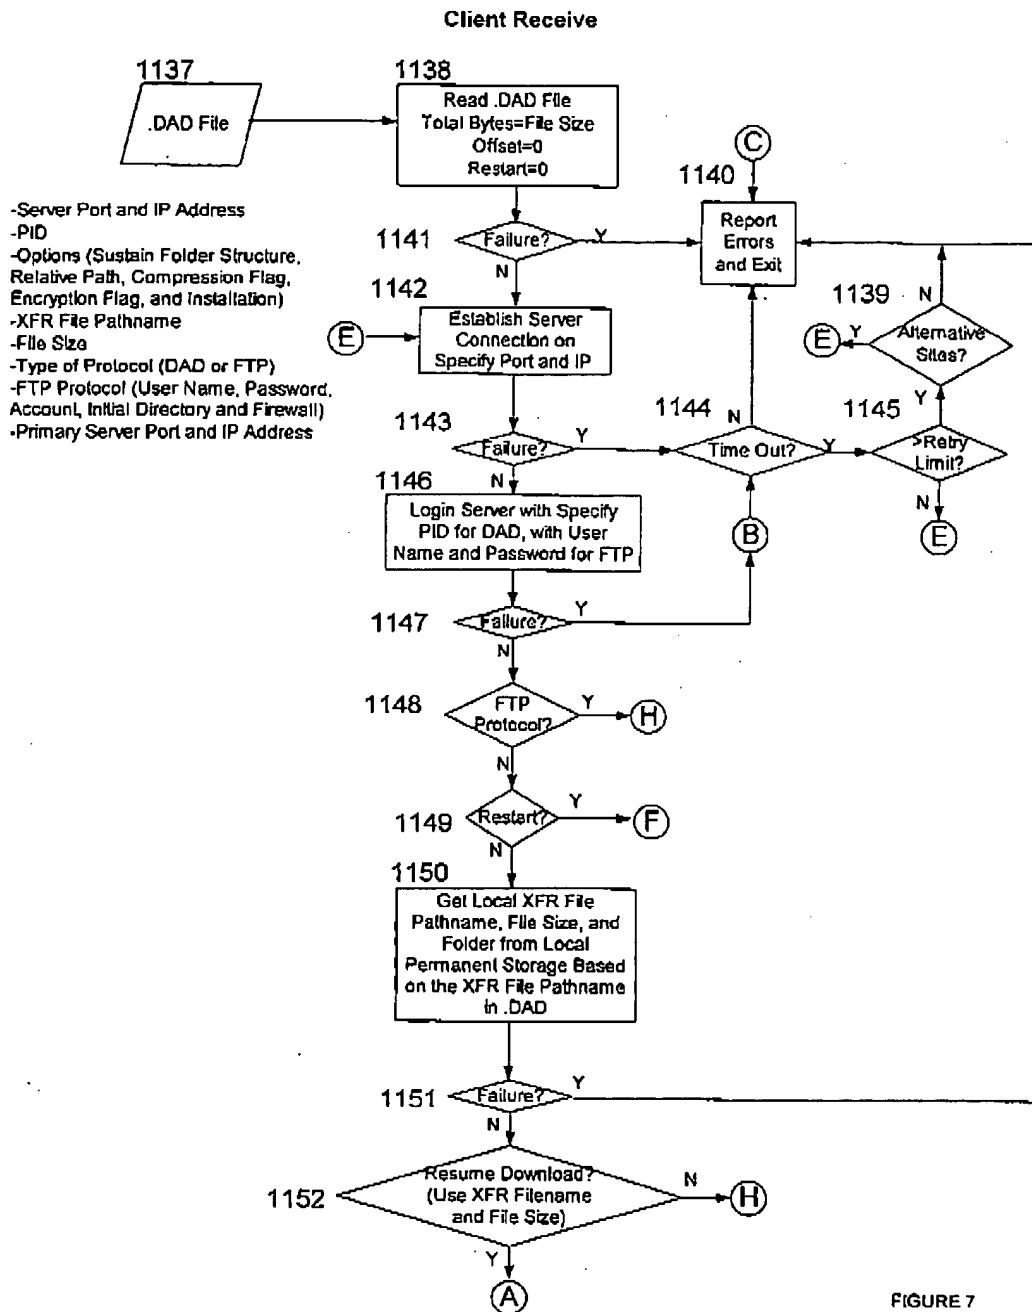 Client Receive
1137
.DAD File
1138
Read .DAD File
Total Bytes=File Size
Offset=0
Restart=0
C
1140
Report
Errors
and Exit
-Server Port and IP Address
-PID
-Options (Sustain Folder Structure,
Relative Path, Compression Flag,
Encryption Flag, and Installation)
-XFR File Pathname
-File Size
-Type of Protocol (DAD or FTP)
-FTP Protocol (User Name, Password,
Account, Initial Directory and Firewall)
-Primary Server Port and IP Address
1141
Failure?
Y
N
1142
E
Establish Server
Connection on
Specify Port and IP
1139
N
Alternative
Sites?
Y
E
1143
Failure?
Y
N
1144
N
Time Out?
Y
1145
Y
>Retry
Limit?
N
E
1146
Login Server with Specify
PID for DAD, with User
Name and Password for FTP
B
1147
Failure?
Y
N
1148
FTP
Protocol?
Y
H
N
1149
Restart?
Y
F
N
1150
Get Local XFR File
Pathname, File Size, and
Folder from Local
Permanent Storage Based
on the XFR File Pathname
in .DAD
1151
Failure?
Y
N
1152
Resume Download?
(Use XFR Filename
and File Size)
N
H
Y
A
FIGURE 7